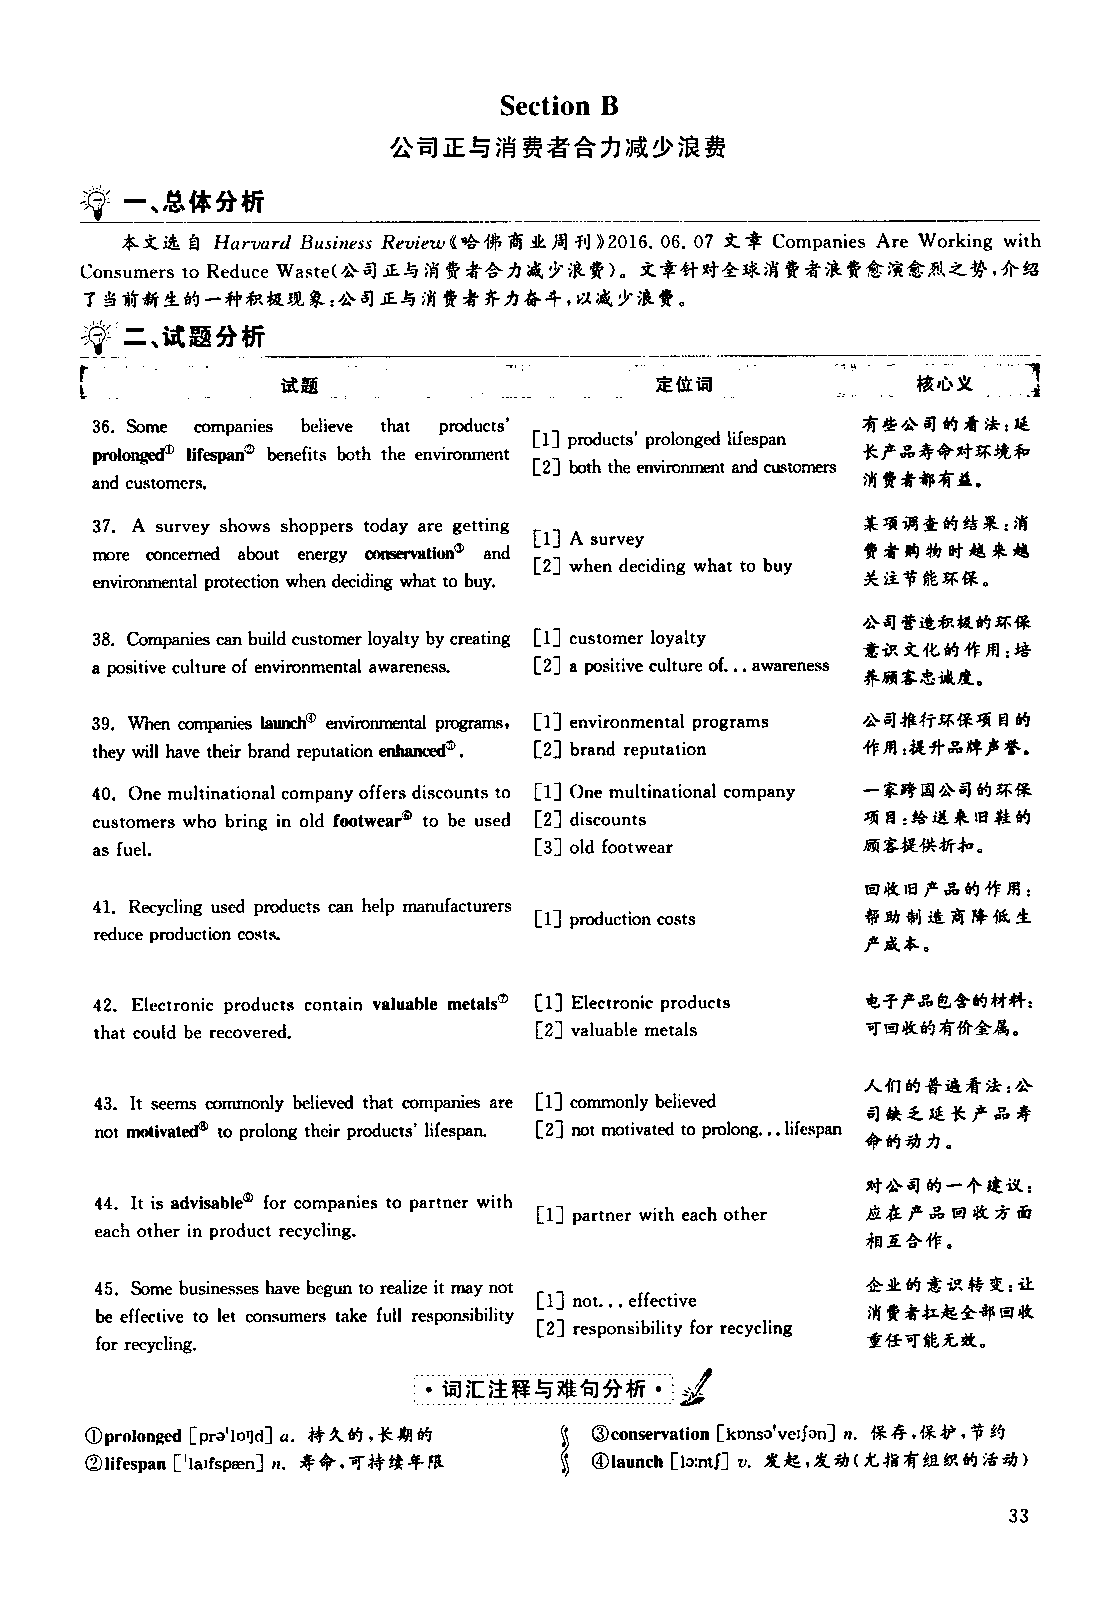 Section B
公司正与消费者合力减少浪费
一、总体分析
本文选自 Harvard Business Review《哈佛商业周刊》2016. 06. 07 文章 Companies Are Working with
Consumers to Reduce Waste(公司正与消费者合力减少浪费)。文章针对全球消费者浪费愈演愈烈之势,介绍
了当前新生的一种积极现象:公司正与消费者齐力奋斗,以减少浪费。
二、试题分析
试题 定位词 核心义
36. Some companies believe that products'
prolonged① lifespan② benefits both the environment
and customers.
[1] products' prolonged lifespan
[2] both the environment and customers
有些公司的看法:延
长产品寿命对环境和
消费者都有益。
37. A survey shows shoppers today are getting
more concerned about energy conservation③ and
environmental protection when deciding what to buy.
[1] A survey
[2] when deciding what to buy
某项调查的结果:消
费者购物时越来越
关注节能环保。
38. Companies can build customer loyalty by creating
a positive culture of environmental awareness.
[1] customer loyalty
[2] a positive culture of... awareness
公司营造积极的环保
意识文化的作用:培
养顾客忠诚度。
39. When companies launch④ environmental programs,
they will have their brand reputation enhanced⑤.
[1] environmental programs
[2] brand reputation
公司推行环保项目的
作用:提升品牌声誉。
40. One multinational company offers discounts to
customers who bring in old footwear⑥ to be used
as fuel.
[1] One multinational company
[2] discounts
[3] old footwear
一家跨国公司的环保
项目:给送来旧鞋的
顾客提供折扣。
41. Recycling used products can help manufacturers
reduce production costs.
[1] production costs
回收旧产品的作用:
帮助制造商降低生
产成本。
42. Electronic products contain valuable metals⑦
that could be recovered.
[1] Electronic products
[2] valuable metals
电子产品包含的材料:
可回收的有价金属。
43. It seems commonly believed that companies are
not motivated⑧ to prolong their products' lifespan.
[1] commonly believed
[2] not motivated to prolong... lifespan
人们的普遍看法:公
司缺乏延长产品寿
命的动力。
44. It is advisable⑨ for companies to partner with
each other in product recycling.
[1] partner with each other
对公司的一个建议:
应在产品回收方面
相互合作。
45. Some businesses have begun to realize it may not
be effective to let consumers take full responsibility
for recycling.
[1] not... effective
[2] responsibility for recycling
企业的意识转变:让
消费者扛起全部回收
重任可能无效。
·词汇注释与难句分析·
①prolonged [prəˈlɒŋd] a. 持久的,长期的
②lifespan [ˈlaɪfspæn] n. 寿命,可持续年限
③conservation [kɒnsəˈveɪʃən] n. 保存,保护,节约
④launch [lɔːntʃ] v. 发起,发动(尤指有组织的活动)
33